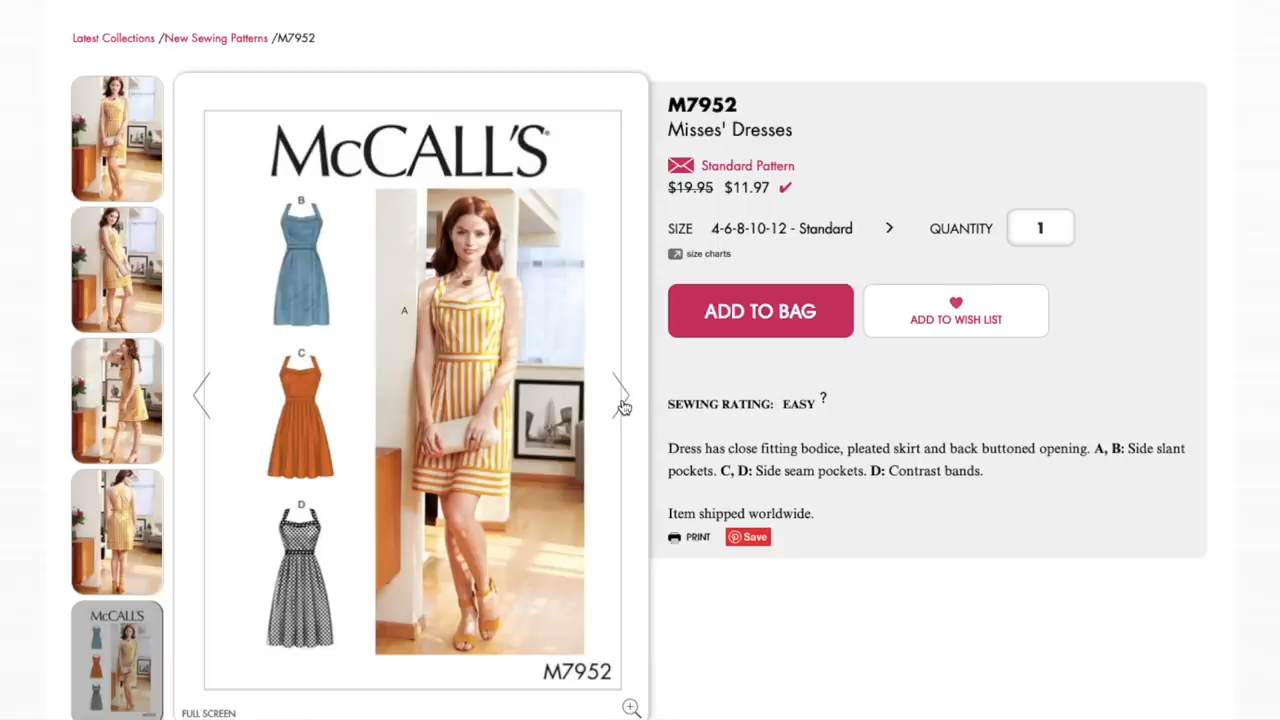 Latest Collections /New Sewing Patterns /M7952
McCALL'S
B
A
C
D
M7952
FULL SCREEN
McCALL'S
M7952
Misses' Dresses
Standard Pattern
$19.95 $11.97
SIZE 4-6-8-10-12 - Standard > QUANTITY 1
size charts
ADD TO BAG
ADD TO WISH LIST
SEWING RATING: EASY ?
Dress has close fitting bodice, pleated skirt and back buttoned opening. A, B: Side slant
pockets. C, D: Side seam pockets. D: Contrast bands.
Item shipped worldwide.
PRINT Save